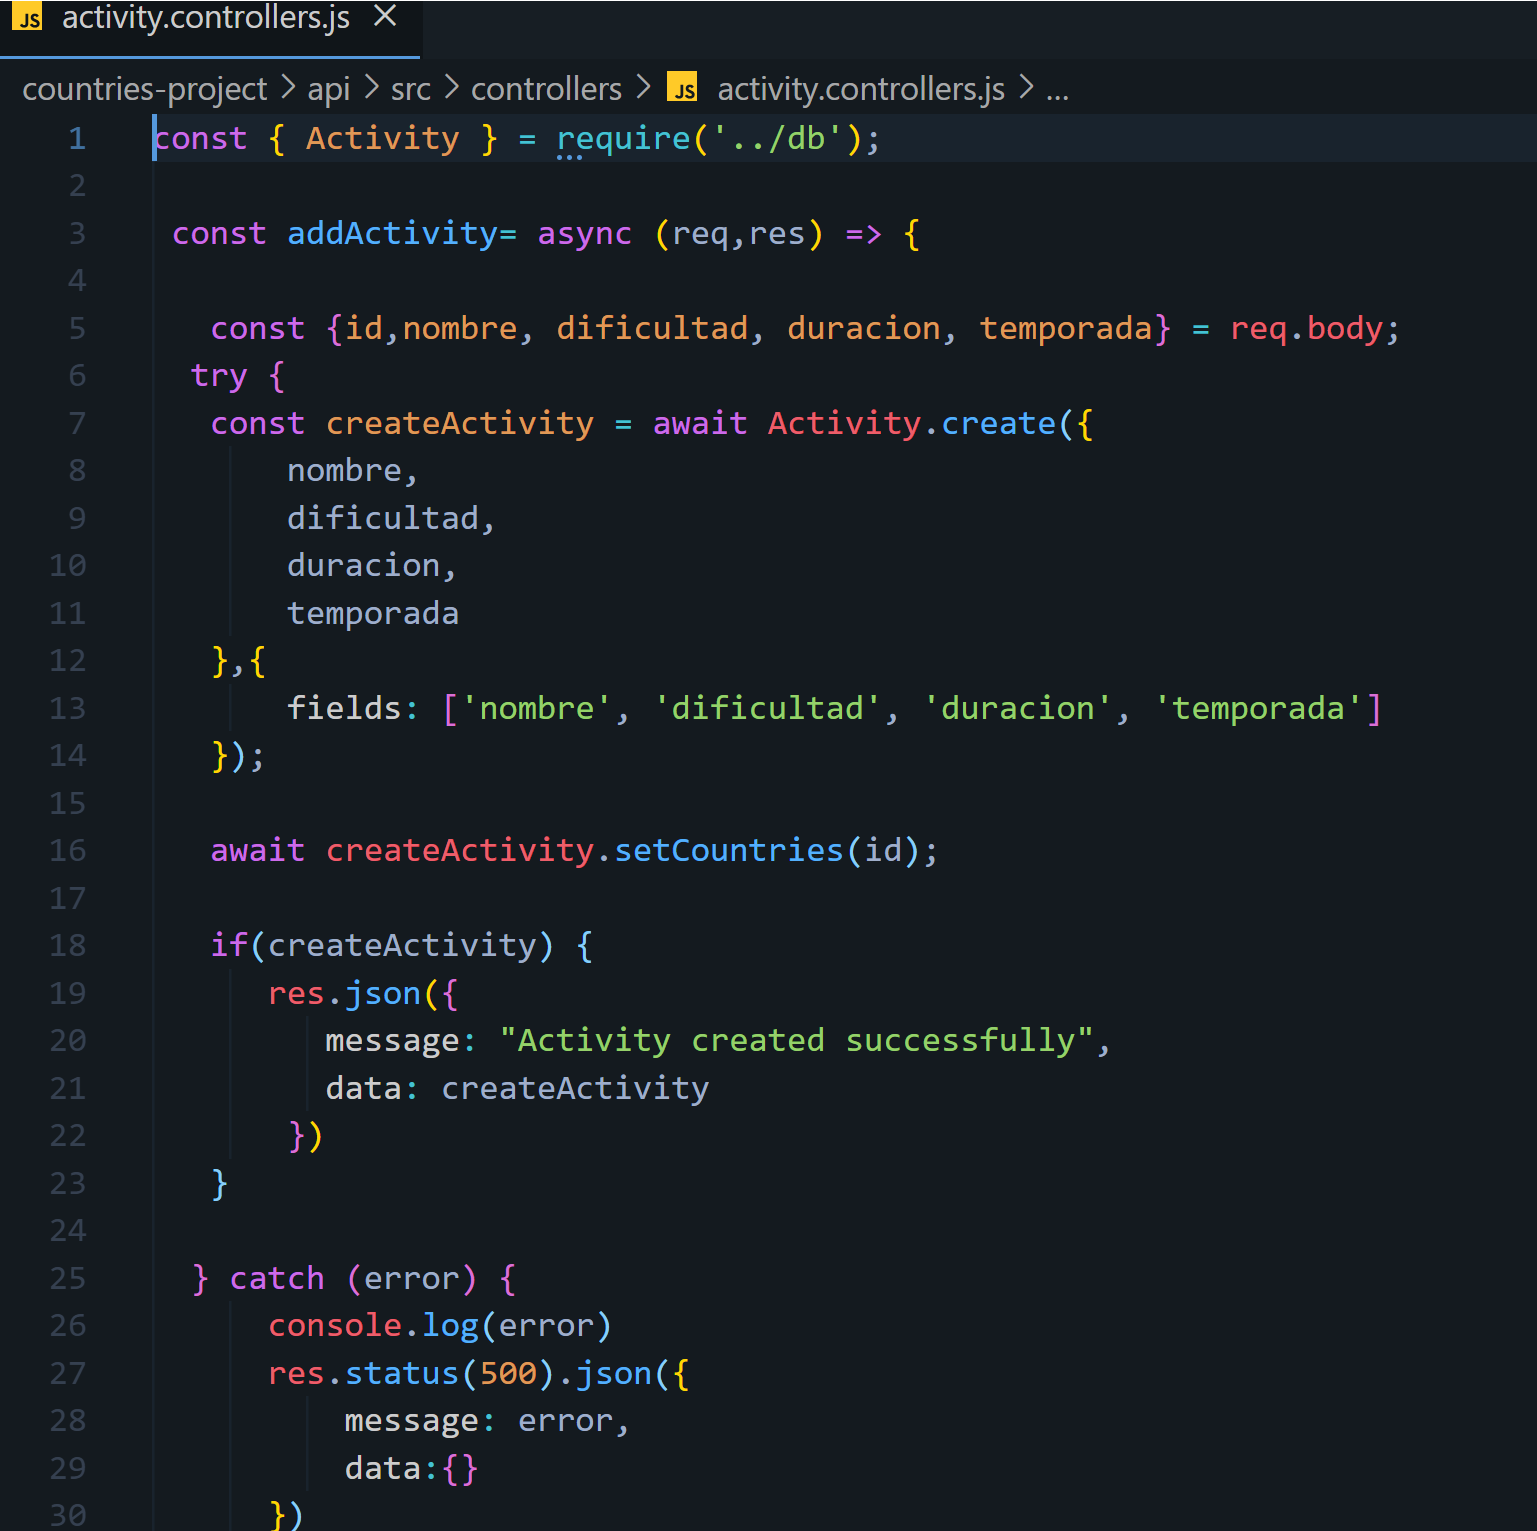 JS activity.controllers.js ×
countries-project > api > src > controllers > JS activity.controllers.js > ...
1 const { Activity } = require('../db');
2
3 const addActivity= async (req,res) => {
4
5 const {id,nombre, dificultad, duracion, temporada} = req.body;
6 try {
7 const createActivity = await Activity.create({
8 nombre,
9 dificultad,
10 duracion,
11 temporada
12 },{
13 fields: ['nombre', 'dificultad', 'duracion', 'temporada']
14 });
15
16 await createActivity.setCountries(id);
17
18 if(createActivity) {
19 res.json({
20 message: "Activity created successfully",
21 data: createActivity
22 })
23 }
24
25 } catch (error) {
26 console.log(error)
27 res.status(500).json({
28 message: error,
29 data:{}
30 })